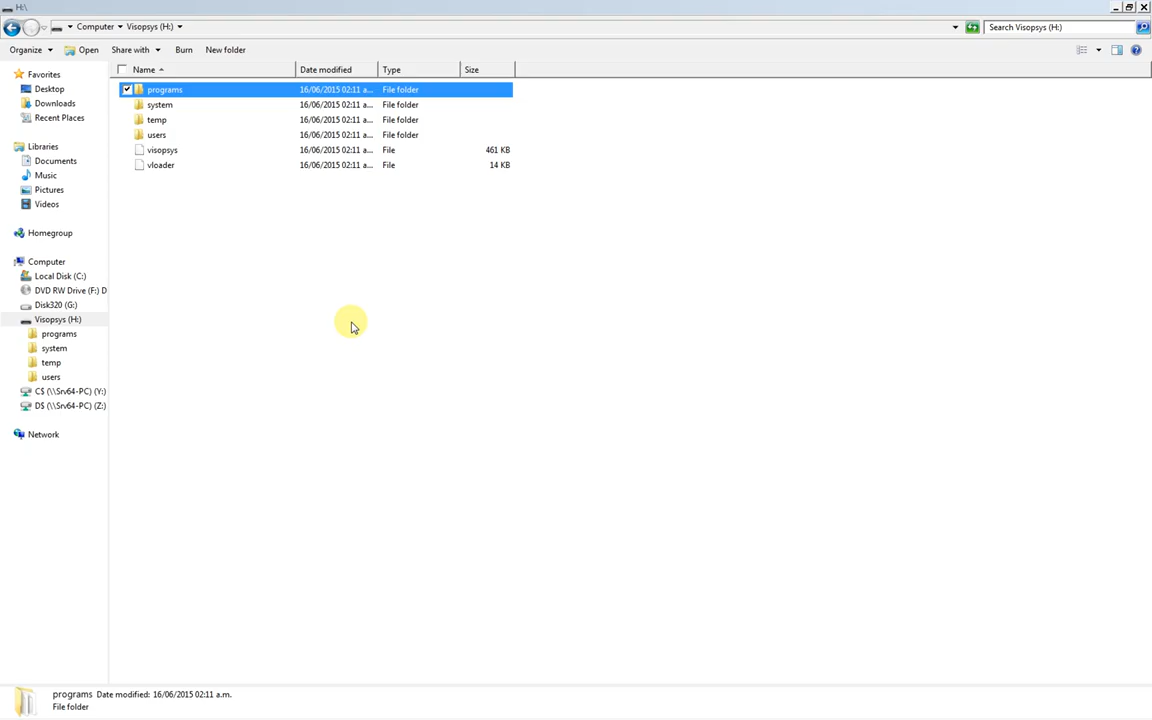 H:\
Computer Visopsys (H:) Search Visopsys (H:)
Organize Open Share with Burn New folder
Name Date modified Type Size
programs 16/06/2015 02:11 a... File folder
system 16/06/2015 02:11 a... File folder
temp 16/06/2015 02:11 a... File folder
users 16/06/2015 02:11 a... File folder
visopsys 16/06/2015 02:11 a... File 461 KB
vloader 16/06/2015 02:11 a... File 14 KB
Favorites
Desktop
Downloads
Recent Places
Libraries
Documents
Music
Pictures
Videos
Homegroup
Computer
Local Disk (C:)
DVD RW Drive (F:) D
Disk320 (G:)
Visopsys (H:)
programs
system
temp
users
C$ (\\Srv64-PC) (Y:)
D$ (\\Srv64-PC) (Z:)
Network
programs Date modified: 16/06/2015 02:11 a.m.
File folder